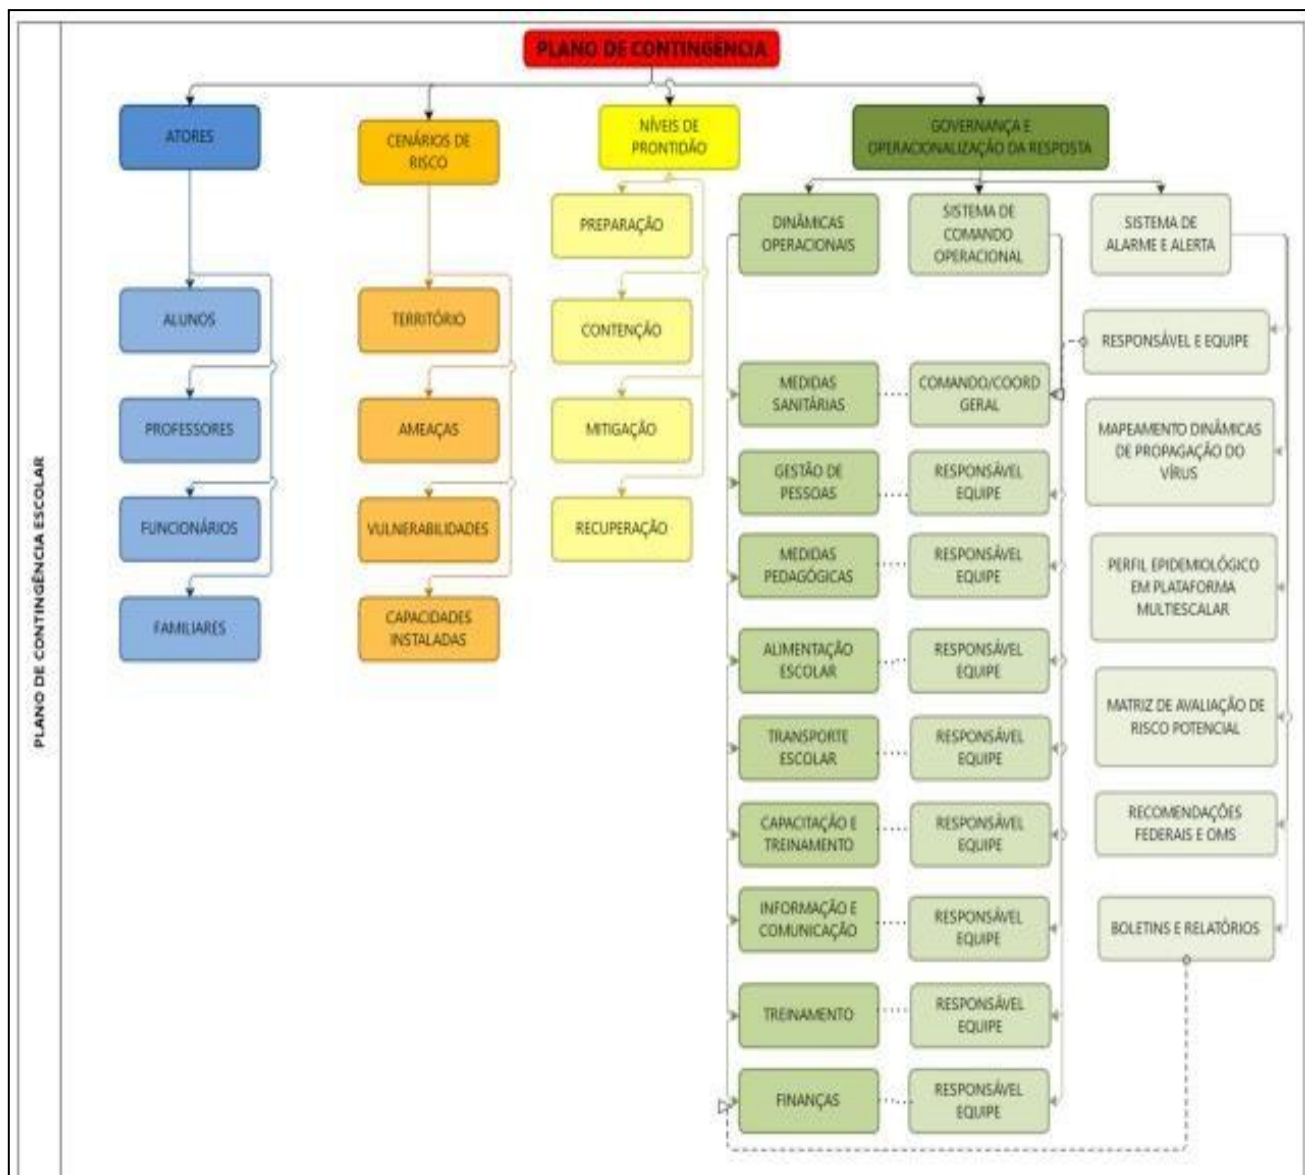 PLANO DE CONTINGÊNCIA ESCOLAR
PLANO DE CONTINGÊNCIA
ATORES
ALUNOS
PROFESSORES
FUNCIONÁRIOS
FAMILIARES
CENÁRIOS DE
RISCO
TERRITÓRIO
AMEAÇAS
VULNERABILIDADES
CAPACIDADES
INSTALADAS
NÍVEIS DE
PRONTIDÃO
PREPARAÇÃO
CONTENÇÃO
MITIGAÇÃO
RECUPERAÇÃO
GOVERNANÇA E
OPERACIONALIZAÇÃO DA RESPOSTA
DINÂMICAS
OPERACIONAIS
MEDIDAS
SANITÁRIAS
GESTÃO DE
PESSOAS
MEDIDAS
PEDAGÓGICAS
ALIMENTAÇÃO
ESCOLAR
TRANSPORTE
ESCOLAR
CAPACITAÇÃO E
TREINAMENTO
INFORMAÇÃO E
COMUNICAÇÃO
TREINAMENTO
FINANÇAS
SISTEMA DE
COMANDO
OPERACIONAL
COMANDO/COORD
GERAL
RESPONSÁVEL
EQUIPE
RESPONSÁVEL
EQUIPE
RESPONSÁVEL
EQUIPE
RESPONSÁVEL
EQUIPE
RESPONSÁVEL
EQUIPE
RESPONSÁVEL
EQUIPE
RESPONSÁVEL
EQUIPE
RESPONSÁVEL
EQUIPE
SISTEMA DE
ALARME E ALERTA
RESPONSÁVEL E EQUIPE
MAPEAMENTO DINÂMICAS
DE PROPAGAÇÃO DO
VÍRUS
PERFIL EPIDEMIOLÓGICO
EM PLATAFORMA
MULTIESCALAR
MATRIZ DE AVALIAÇÃO DE
RISCO POTENCIAL
RECOMENDAÇÕES
FEDERAIS E OMS
BOLETINS E RELATÓRIOS